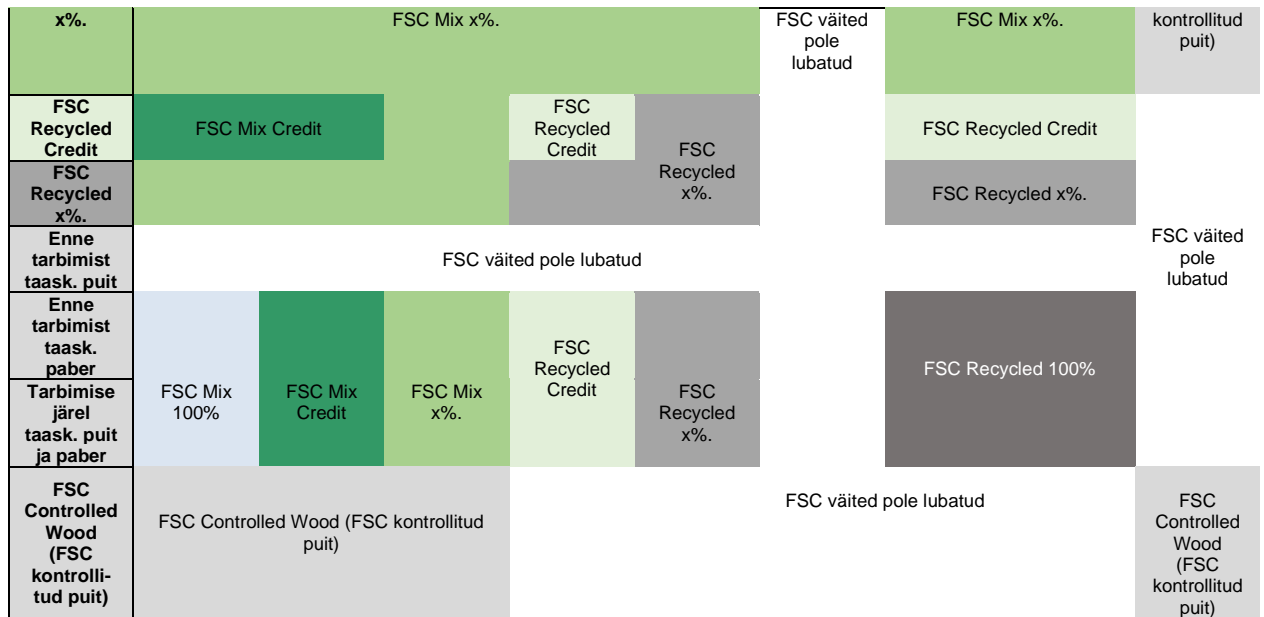 x%.
FSC Mix x%.
FSC väited
pole
lubatud
FSC Mix x%.
kontrollitud
puit)
FSC
Recycled
Credit
FSC Mix Credit
FSC
Recycled
Credit
FSC
Recycled
x%.
FSC Recycled Credit
FSC väited
pole
lubatud
FSC
Recycled
x%.
FSC Recycled x%.
Enne
tarbimist
taask. puit
FSC väited pole lubatud
Enne
tarbimist
taask.
paber
FSC Mix
100%
FSC Mix
Credit
FSC Mix
x%.
FSC
Recycled
Credit
FSC
Recycled
x%.
FSC Recycled 100%
Tarbimise
järel
taask. puit
ja paber
FSC
Controlled
Wood
(FSC
kontrolli-
tud puit)
FSC Controlled Wood (FSC kontrollitud
puit)
FSC väited pole lubatud
FSC
Controlled
Wood
(FSC
kontrollitud
puit)